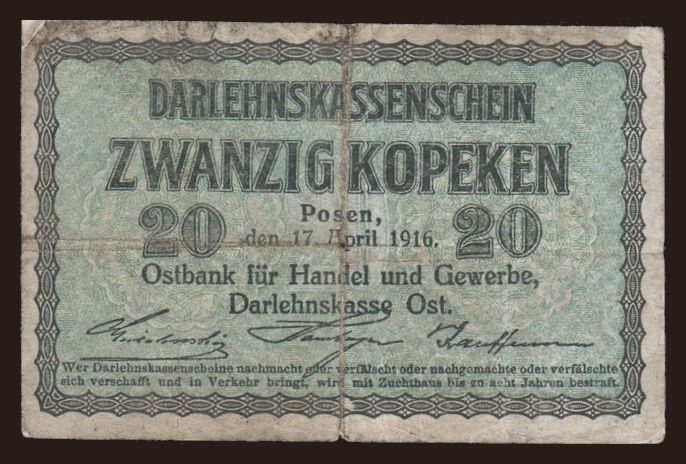 DARLEHNSKASSENSCHEIN
ZWANZIG KOPEKEN
Posen,
20 den 17. April 1916. 20
Ostbank für Handel und Gewerbe,
Darlehnskasse Ost.
Kauffmann
Wer Darlehnskassenscheine nachmacht oder verfälscht oder nachgemachte oder verfälschte
sich verschafft und in Verkehr bringt, wird mit Zuchthaus bis zu acht Jahren bestraft.